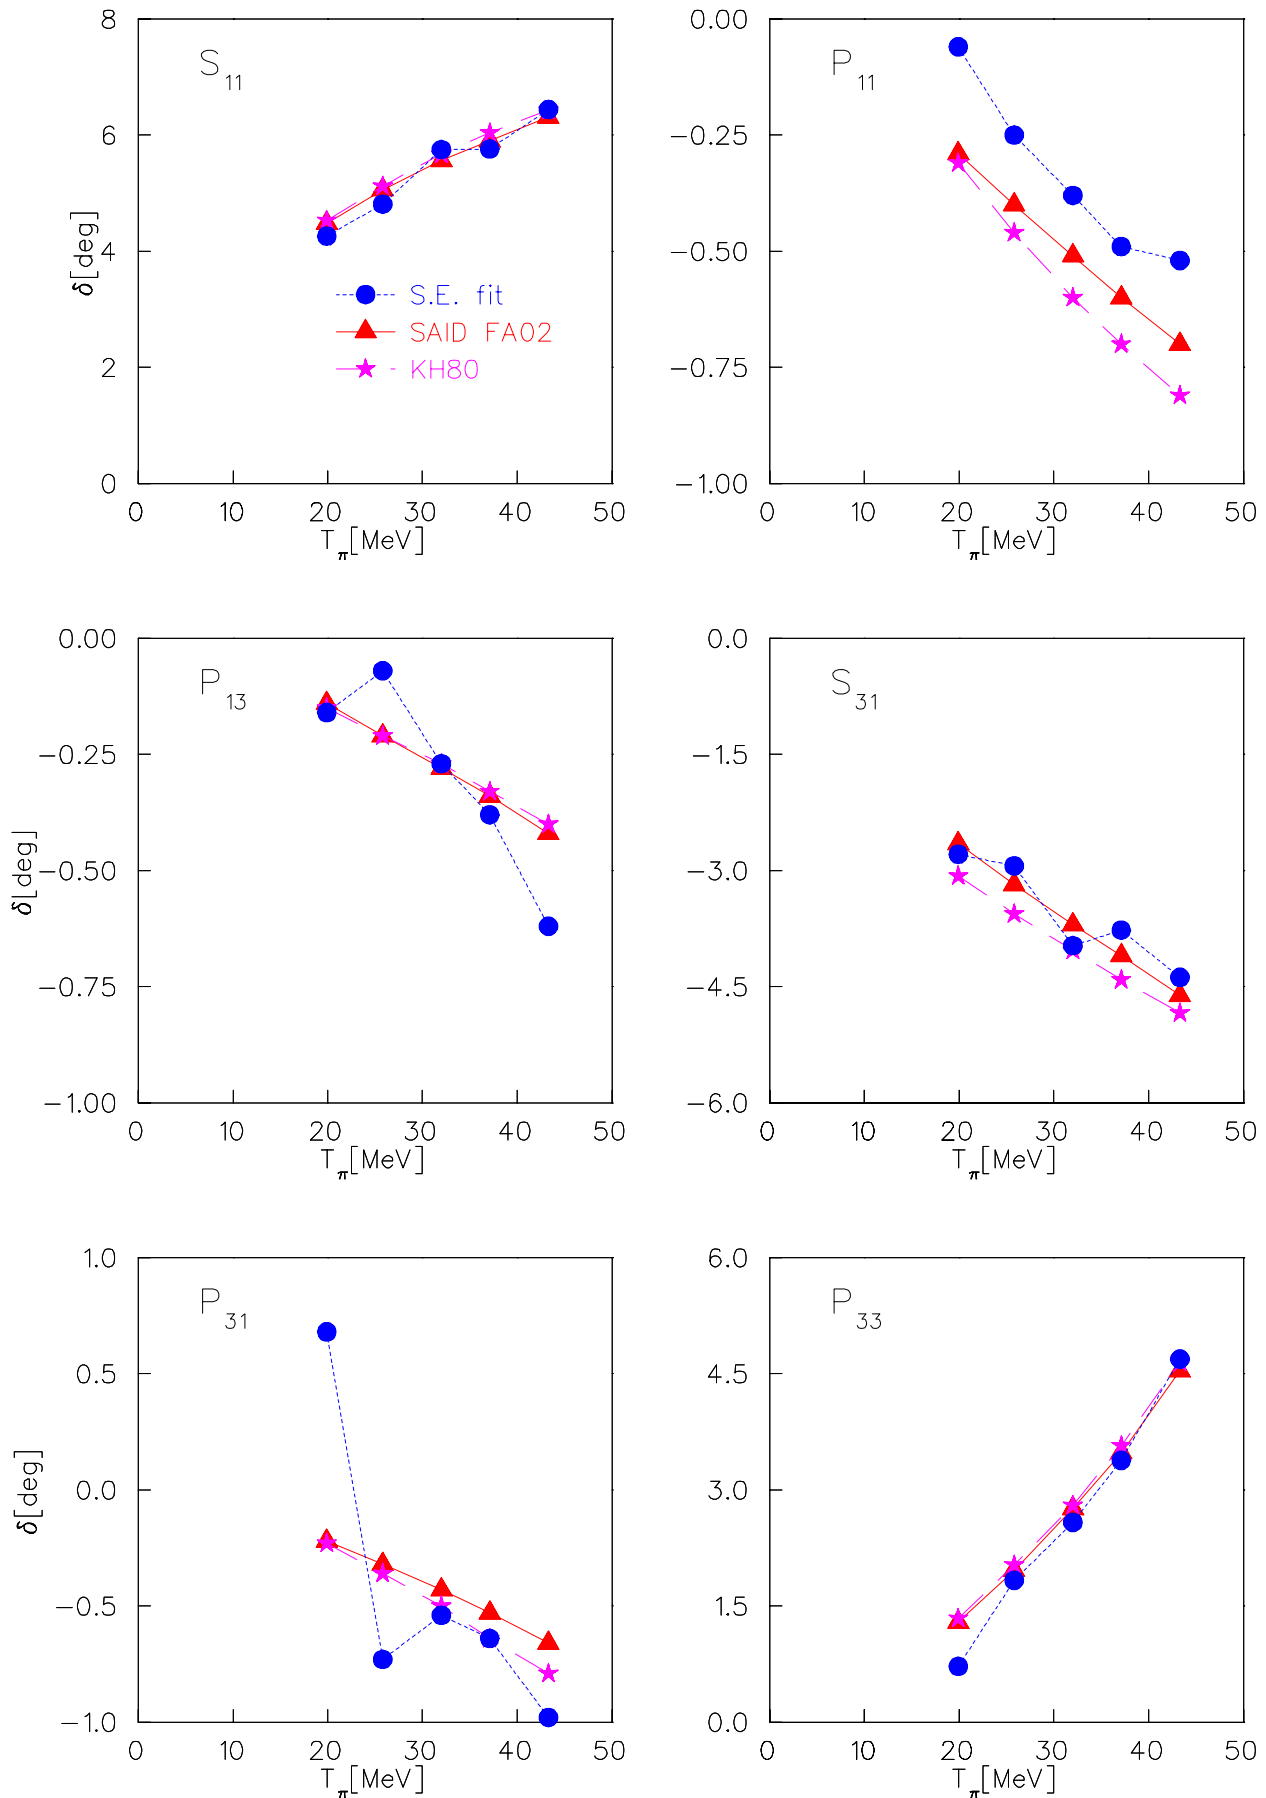 8
6
4
2
0
S11
δ[deg]
S.E. fit
SAID FA02
KH80
0 10 20 30 40 50
Tπ[MeV]
0.00
−0.25
−0.50
−0.75
−1.00
P11
0 10 20 30 40 50
Tπ[MeV]
0.00
−0.25
−0.50
−0.75
−1.00
P13
δ[deg]
0 10 20 30 40 50
Tπ[MeV]
0.0
−1.5
−3.0
−4.5
−6.0
S31
0 10 20 30 40 50
Tπ[MeV]
1.0
0.5
0.0
−0.5
−1.0
P31
δ[deg]
0 10 20 30 40 50
Tπ[MeV]
6.0
4.5
3.0
1.5
0.0
P33
0 10 20 30 40 50
Tπ[MeV]